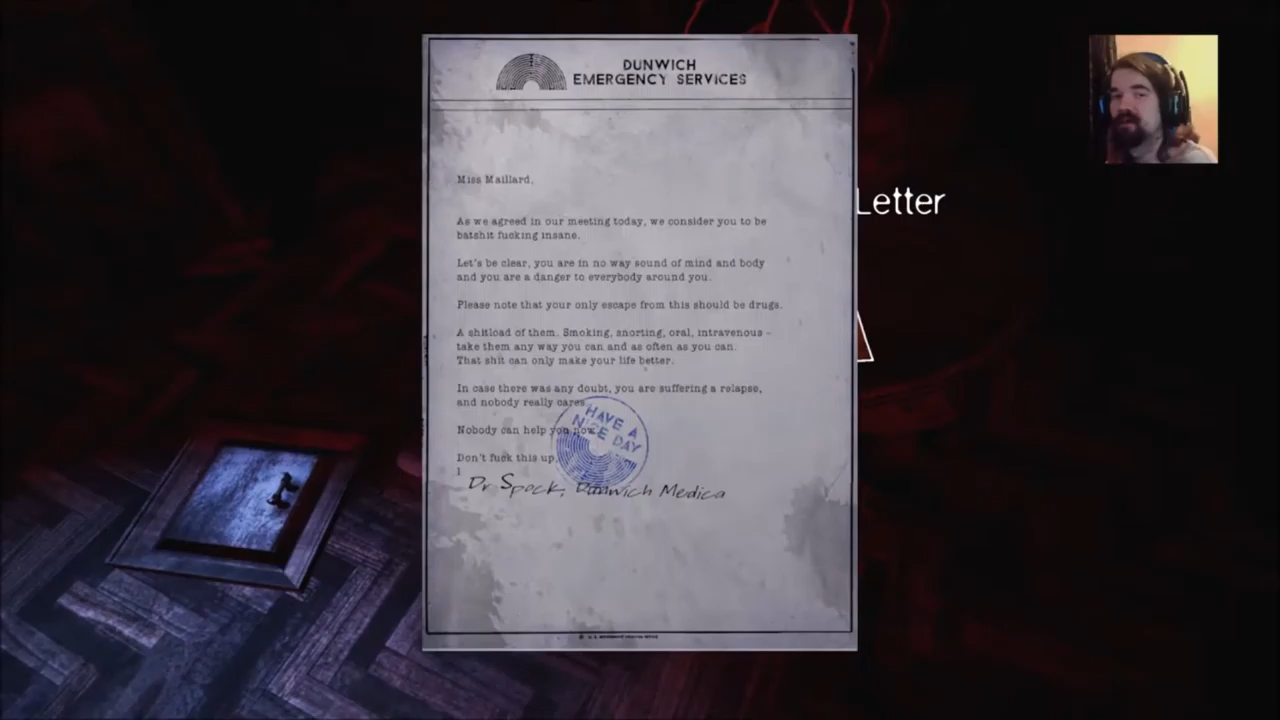 DUNWICH
EMERGENCY SERVICES
Letter
Miss Maillard,
As we agreed in our meeting today, we consider you to be
batshit fucking insane.
Let's be clear, you are in no way sound of mind and body
and you are a danger to everybody around you.
Please note that your only escape from this should be drugs.
A shitload of them. Smoking, snorting, oral, intravenous -
take them any way you can and as often as you can.
That shit can only make your life better.
In case there was any doubt, you are suffering a relapse,
and nobody really cares
Nobody can help you now.
HAVE A
NICE DAY
Don't fuck this up,
Dr Speck, Dunwich Medica